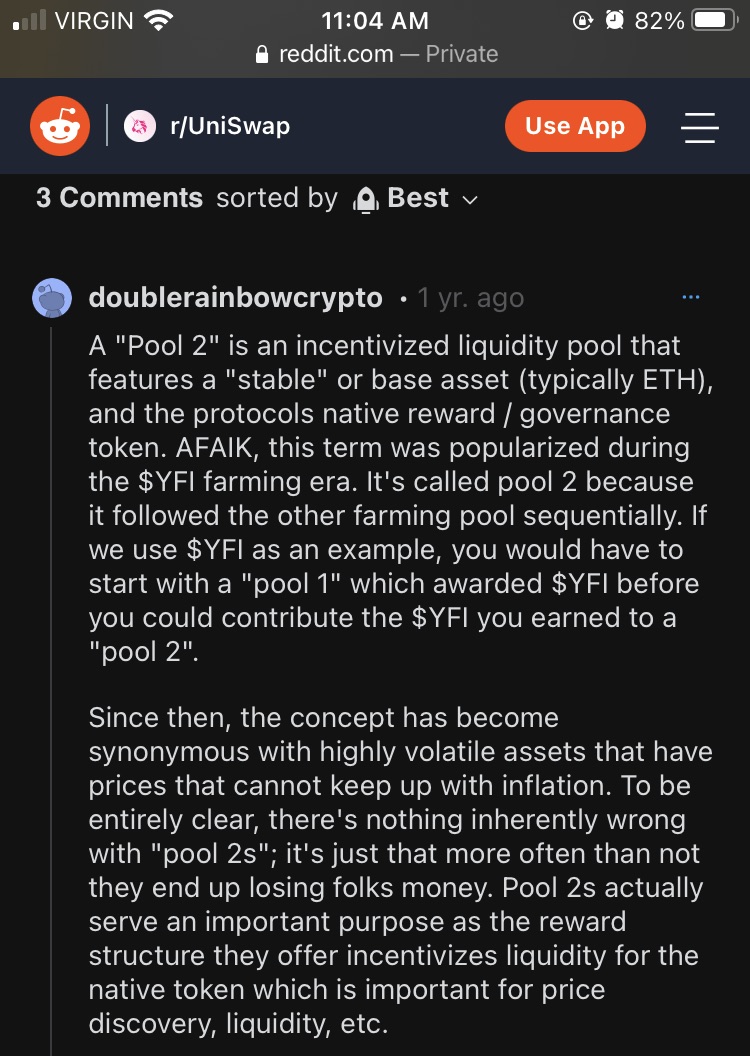 VIRGIN 11:04 AM 82%
reddit.com — Private
r/UniSwap Use App
3 Comments sorted by Best
doublerainbowcrypto • 1 yr. ago ...
A "Pool 2" is an incentivized liquidity pool that
features a "stable" or base asset (typically ETH),
and the protocols native reward / governance
token. AFAIK, this term was popularized during
the $YFI farming era. It's called pool 2 because
it followed the other farming pool sequentially. If
we use $YFI as an example, you would have to
start with a "pool 1" which awarded $YFI before
you could contribute the $YFI you earned to a
"pool 2".
Since then, the concept has become
synonymous with highly volatile assets that have
prices that cannot keep up with inflation. To be
entirely clear, there's nothing inherently wrong
with "pool 2s"; it's just that more often than not
they end up losing folks money. Pool 2s actually
serve an important purpose as the reward
structure they offer incentivizes liquidity for the
native token which is important for price
discovery, liquidity, etc.